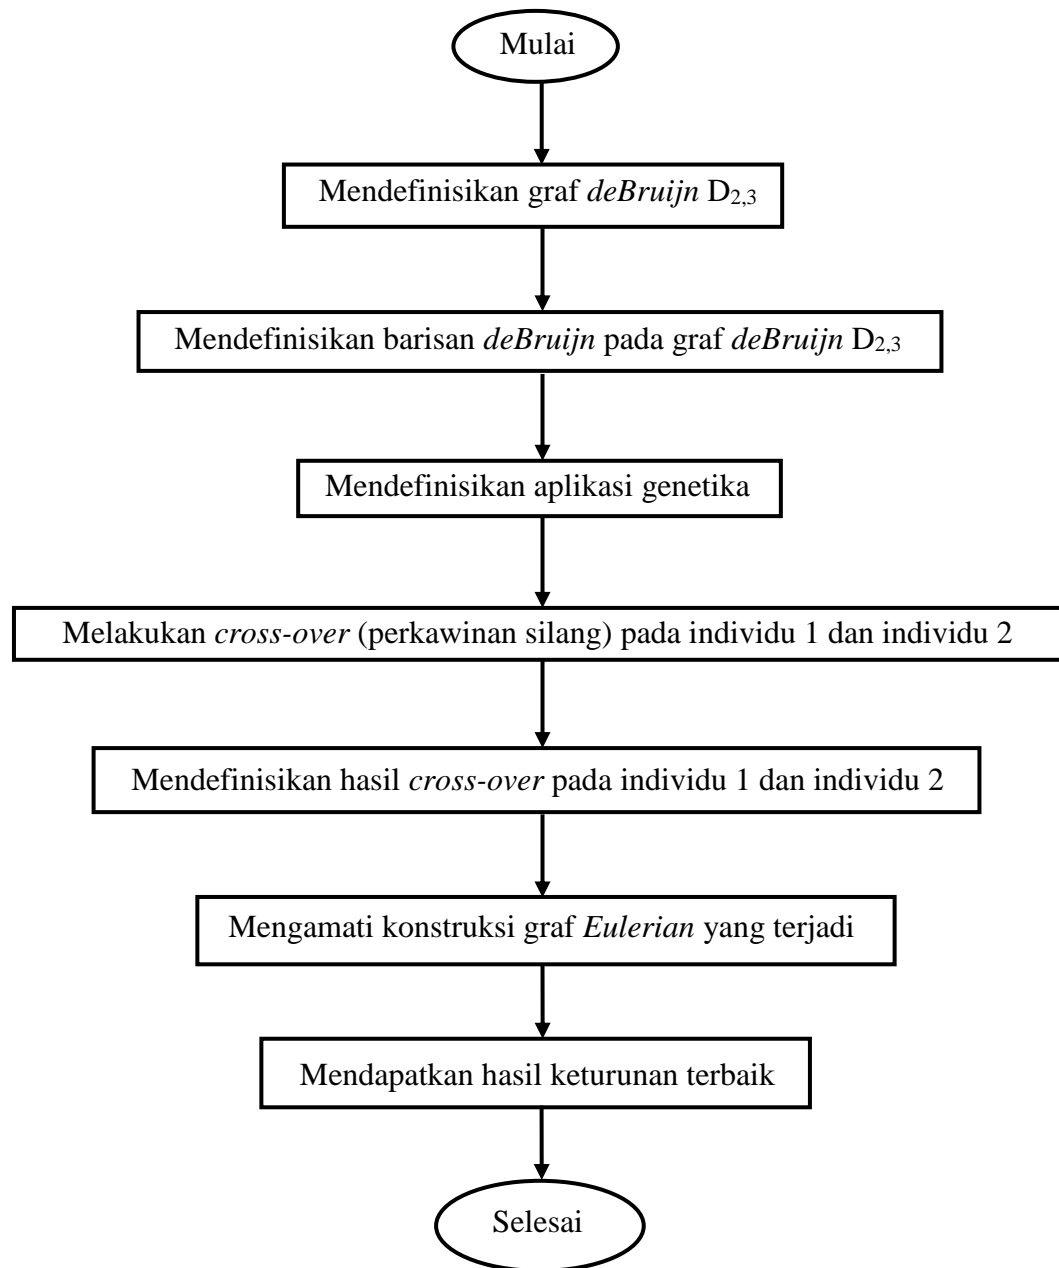 Mulai
Mendefinisikan graf deBruijn D2,3
Mendefinisikan barisan deBruijn pada graf deBruijn D2,3
Mendefinisikan aplikasi genetika
Melakukan cross-over (perkawinan silang) pada individu 1 dan individu 2
Mendefinisikan hasil cross-over pada individu 1 dan individu 2
Mengamati konstruksi graf Eulerian yang terjadi
Mendapatkan hasil keturunan terbaik
Selesai